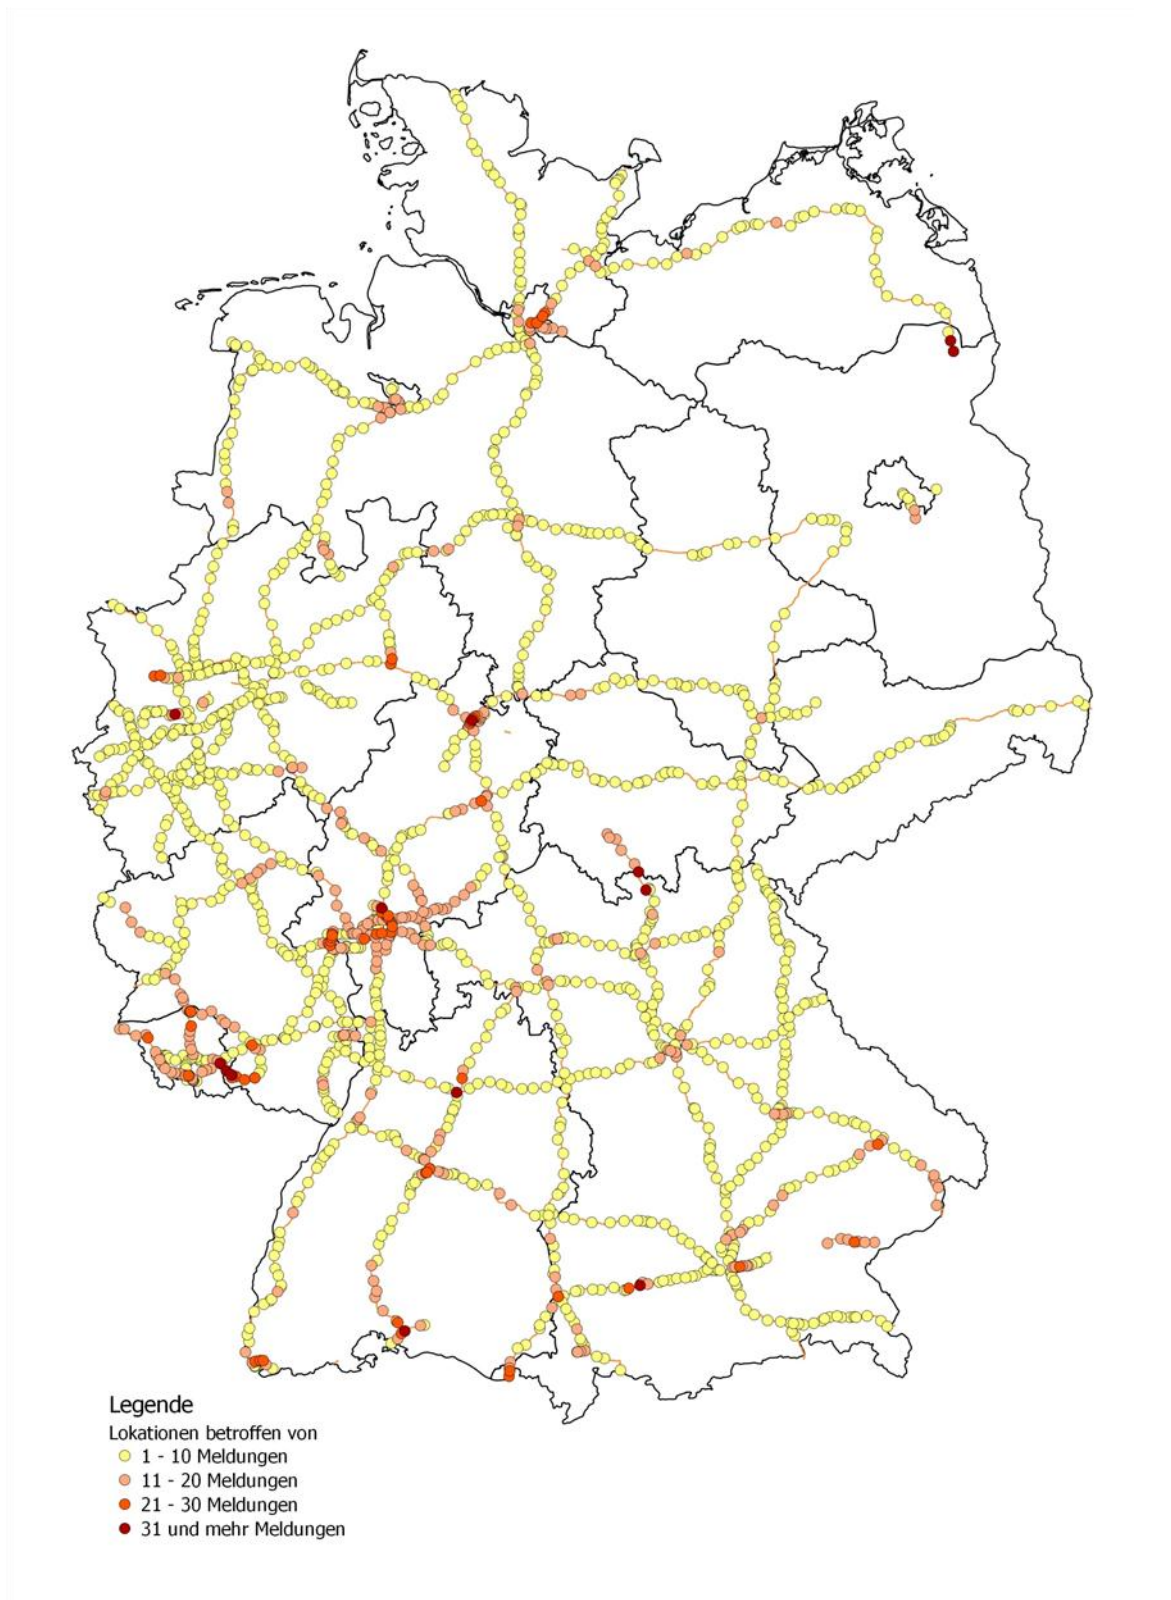 Legende
Lokationen betroffen von
1 - 10 Meldungen
11 - 20 Meldungen
21 - 30 Meldungen
31 und mehr Meldungen